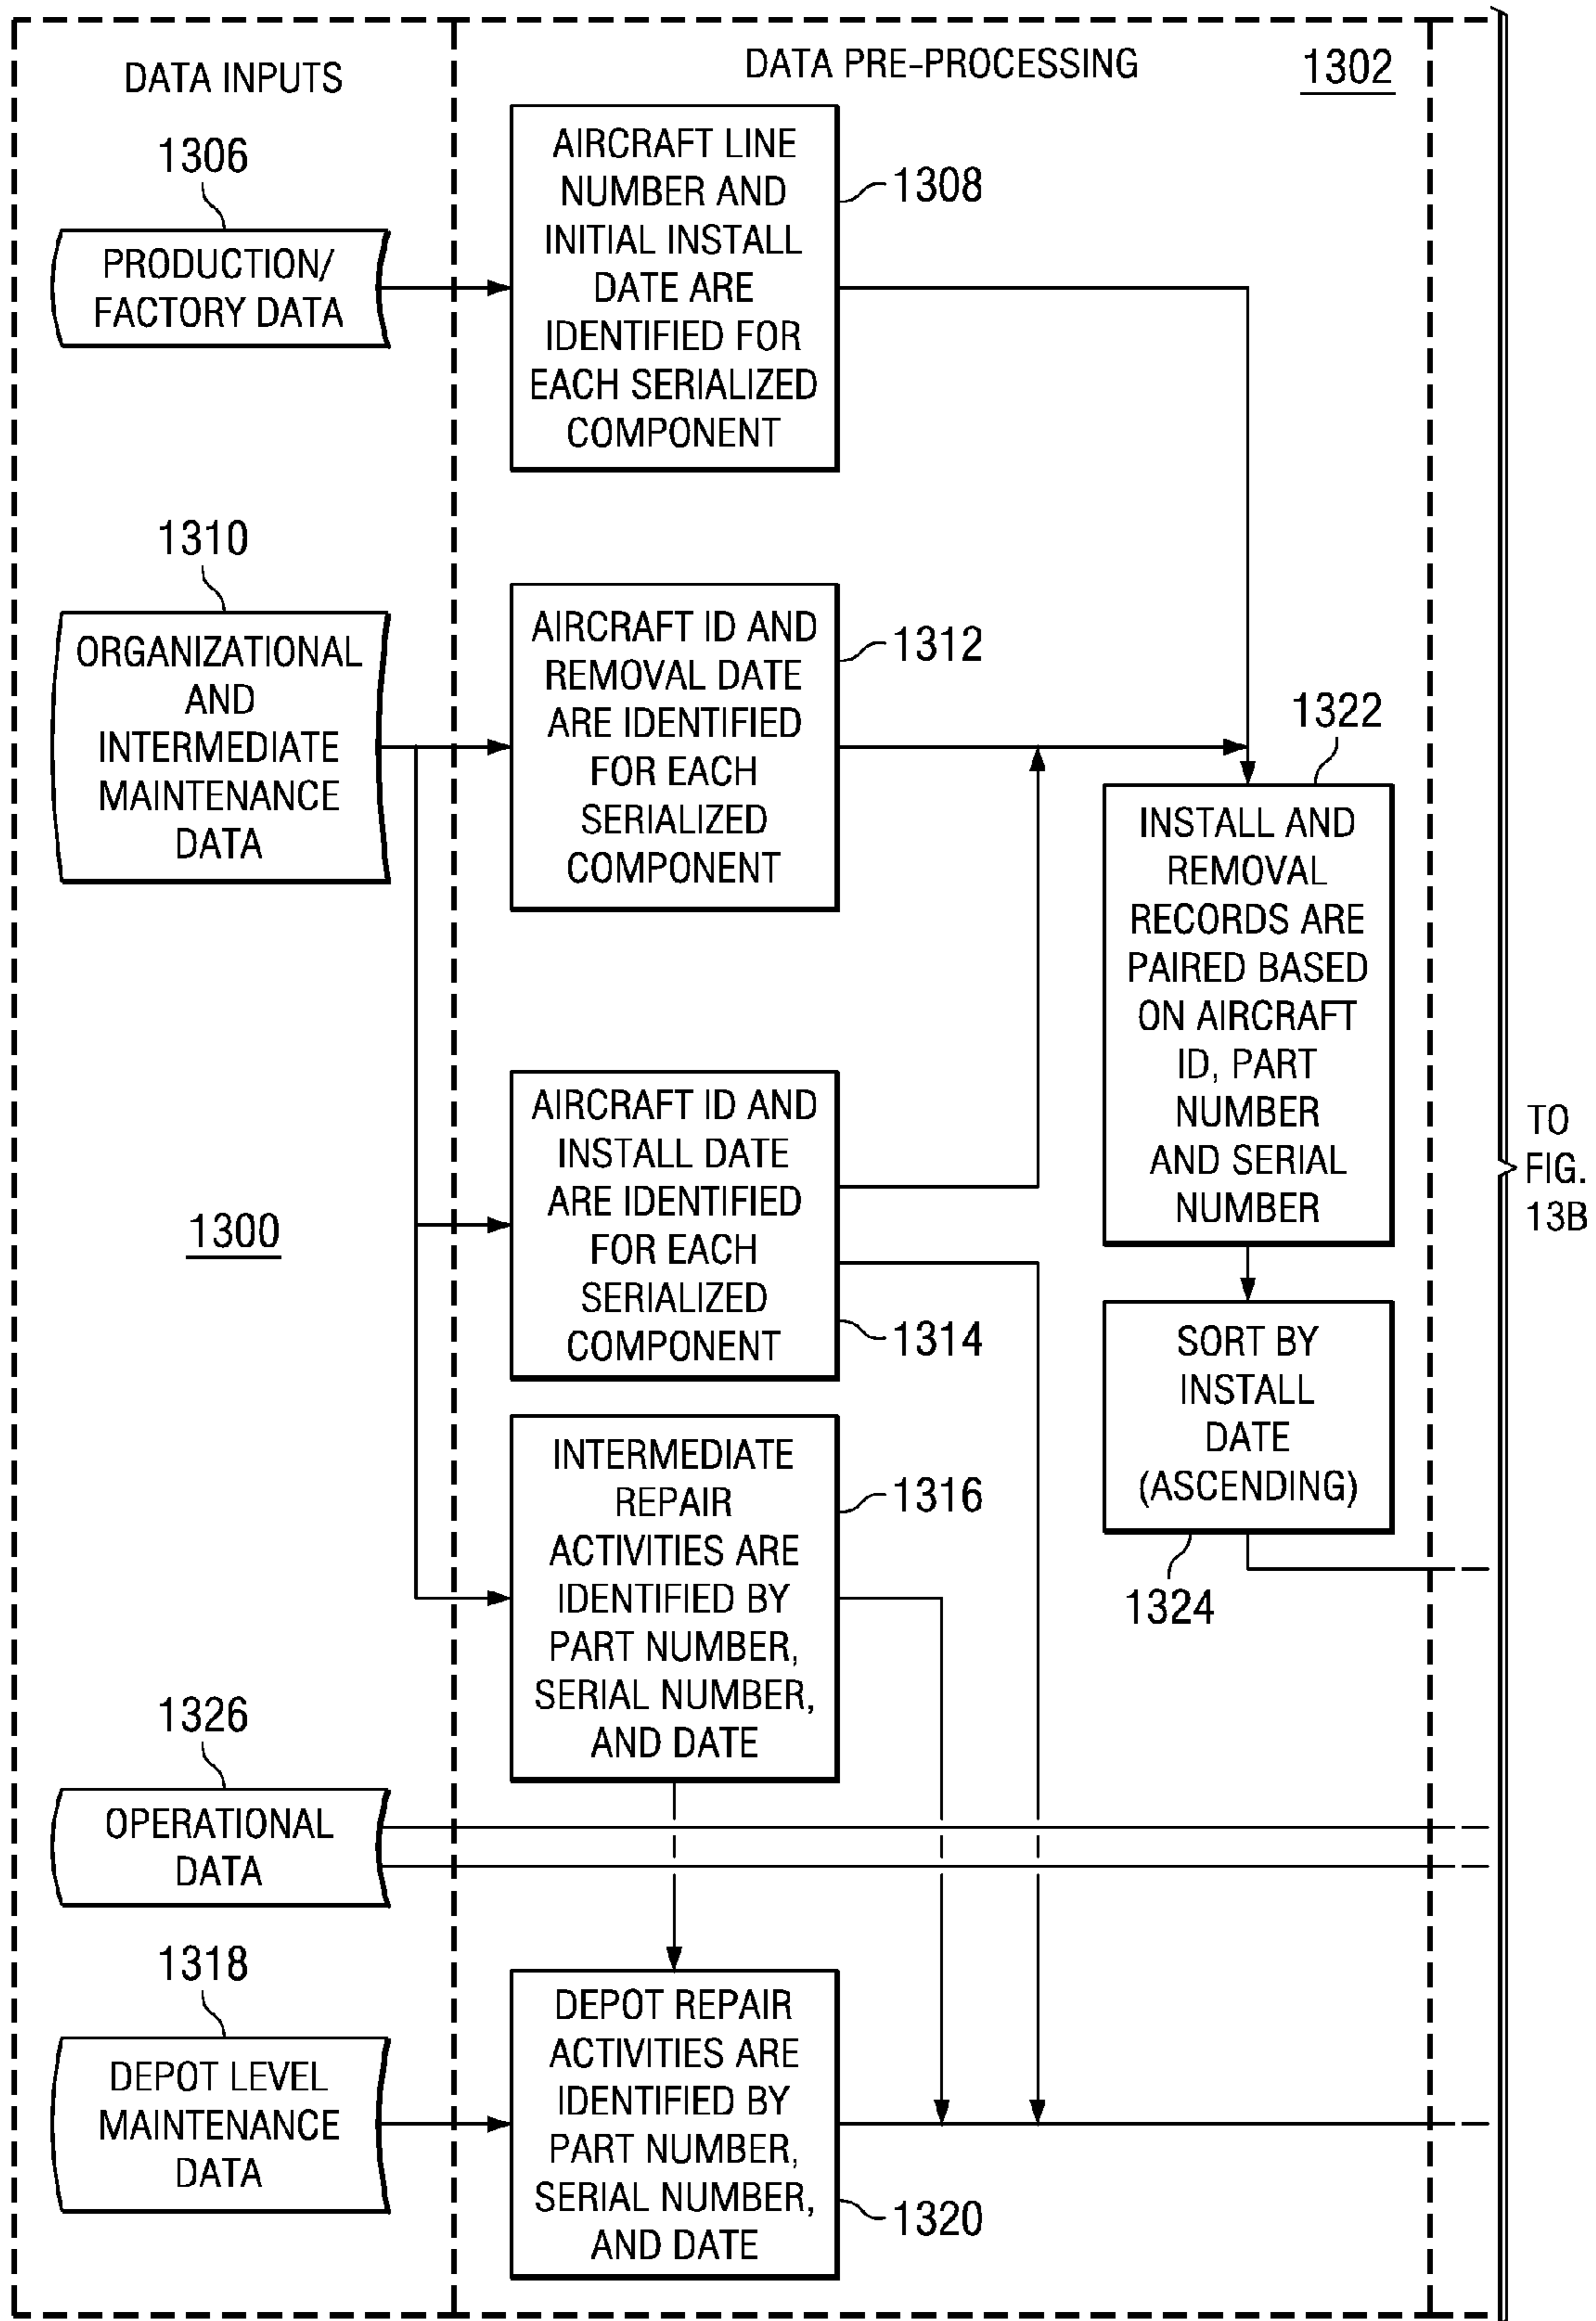 DATA INPUTS
DATA PRE-PROCESSING
1302
1306
PRODUCTION/
FACTORY DATA
AIRCRAFT LINE
NUMBER AND
INITIAL INSTALL
DATE ARE
IDENTIFIED FOR
EACH SERIALIZED
COMPONENT
1308
1310
ORGANIZATIONAL
AND
INTERMEDIATE
MAINTENANCE
DATA
AIRCRAFT ID AND
REMOVAL DATE
ARE IDENTIFIED
FOR EACH
SERIALIZED
COMPONENT
1312
1322
INSTALL AND
REMOVAL
RECORDS ARE
PAIRED BASED
ON AIRCRAFT
ID, PART
NUMBER
AND SERIAL
NUMBER
1300
AIRCRAFT ID AND
INSTALL DATE
ARE IDENTIFIED
FOR EACH
SERIALIZED
COMPONENT
1314
TO
FIG.
13B
SORT BY
INSTALL
DATE
(ASCENDING)
1324
INTERMEDIATE
REPAIR
ACTIVITIES ARE
IDENTIFIED BY
PART NUMBER,
SERIAL NUMBER,
AND DATE
1316
1326
OPERATIONAL
DATA
1318
DEPOT LEVEL
MAINTENANCE
DATA
DEPOT REPAIR
ACTIVITIES ARE
IDENTIFIED BY
PART NUMBER,
SERIAL NUMBER,
AND DATE
1320